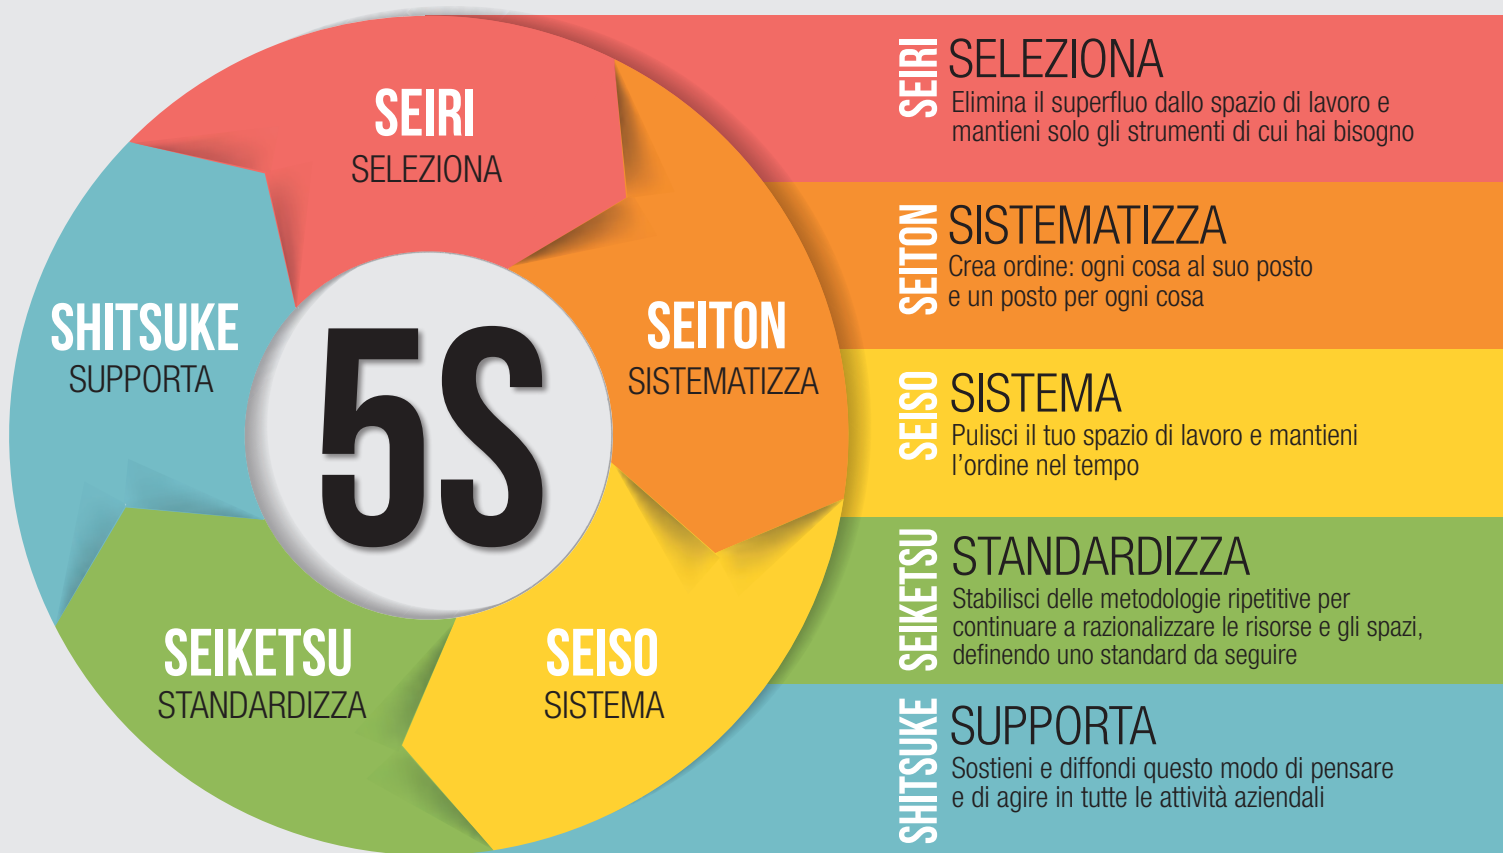 SEIRI
SELEZIONA
SEITON
SISTEMATIZZA
SEISO
SISTEMA
SEIKETSU
STANDARDIZZA
SHITSUKE
SUPPORTA
5S
SEIRI
SELEZIONA
Elimina il superfluo dallo spazio di lavoro e
mantieni solo gli strumenti di cui hai bisogno
SEITON
SISTEMATIZZA
Crea ordine: ogni cosa al suo posto
e un posto per ogni cosa
SEISO
SISTEMA
Pulisci il tuo spazio di lavoro e mantieni
l’ordine nel tempo
SEIKETSU
STANDARDIZZA
Stabilisci delle metodologie ripetitive per
continuare a razionalizzare le risorse e gli spazi,
definendo uno standard da seguire
SHITSUKE
SUPPORTA
Sostieni e diffondi questo modo di pensare
e di agire in tutte le attività aziendali